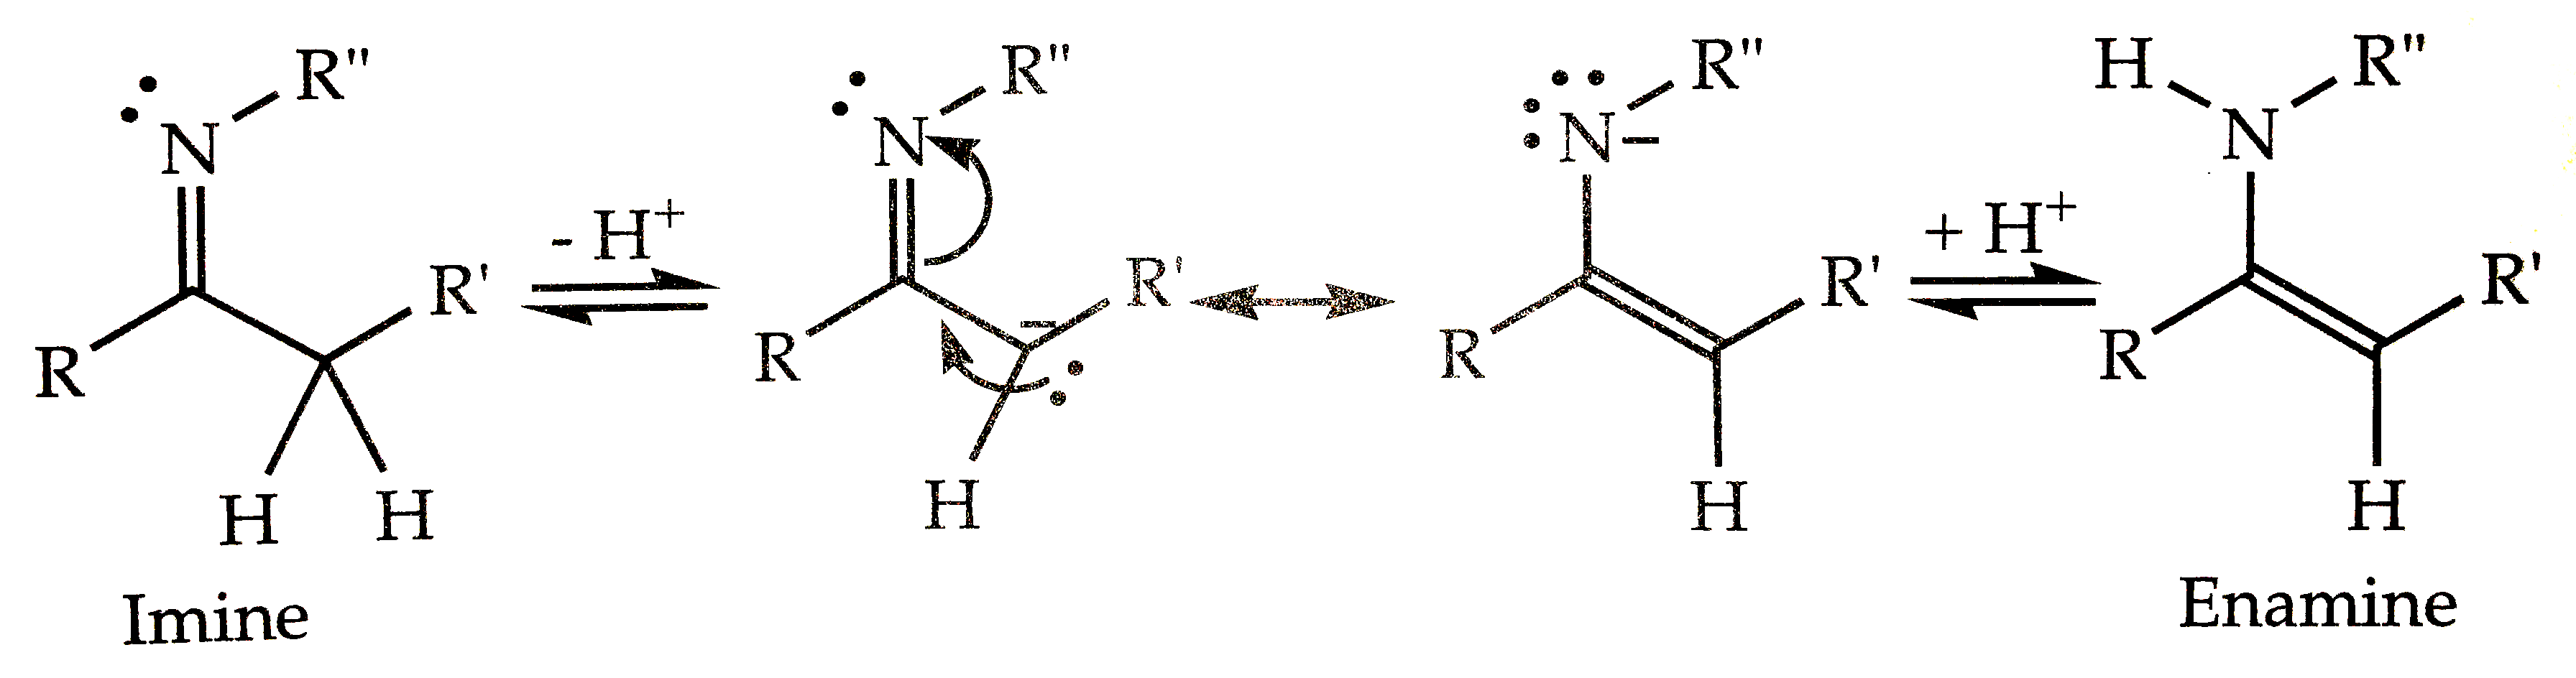 R" R" R" H R"
N N N– N
- H⁺ + H⁺
R' R' R' R'
R R R R
H H H H H
Imine Enamine